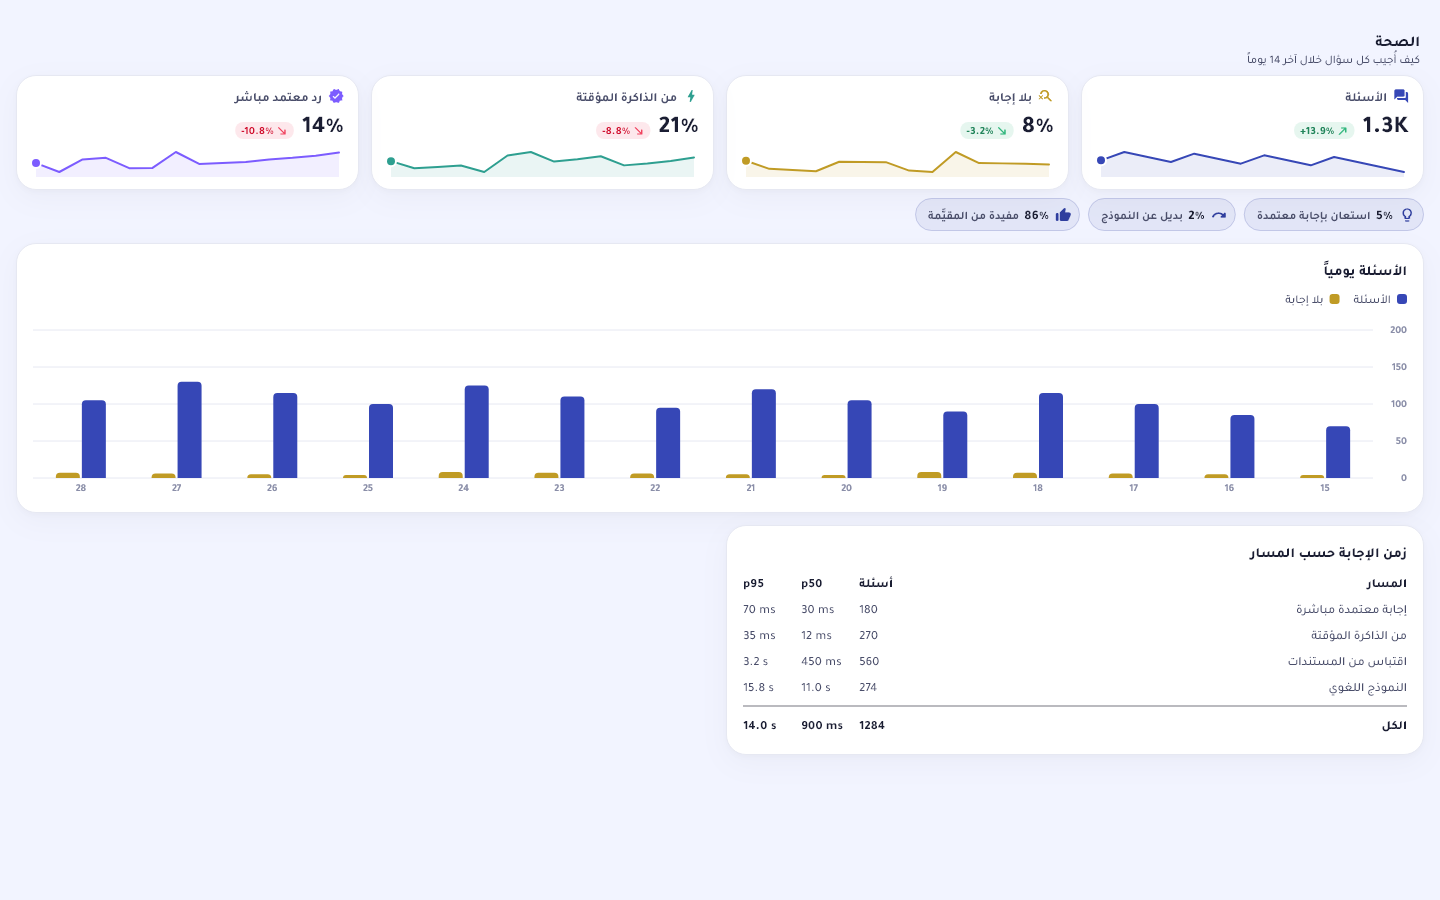 الصحة
كيف أُجيب كل سؤال خلال آخر 14 يوماً
الأسئلة
1.3K +13.9%
بلا إجابة
8% -3.2%
من الذاكرة المؤقتة
21% -8.8%
رد معتمد مباشر
14% -10.8%
5% استعان بإجابة معتمدة
2% بديل عن النموذج
86% مفيدة من المقيَّمة
الأسئلة يومياً
الأسئلة بلا إجابة
200
150
100
50
0
15 16 17 18 19 20 21 22 23 24 25 26 27 28
زمن الإجابة حسب المسار
المسار أسئلة p50 p95
إجابة معتمدة مباشرة 180 30 ms 70 ms
من الذاكرة المؤقتة 270 12 ms 35 ms
اقتباس من المستندات 560 450 ms 3.2 s
النموذج اللغوي 274 11.0 s 15.8 s
الكل 1284 900 ms 14.0 s